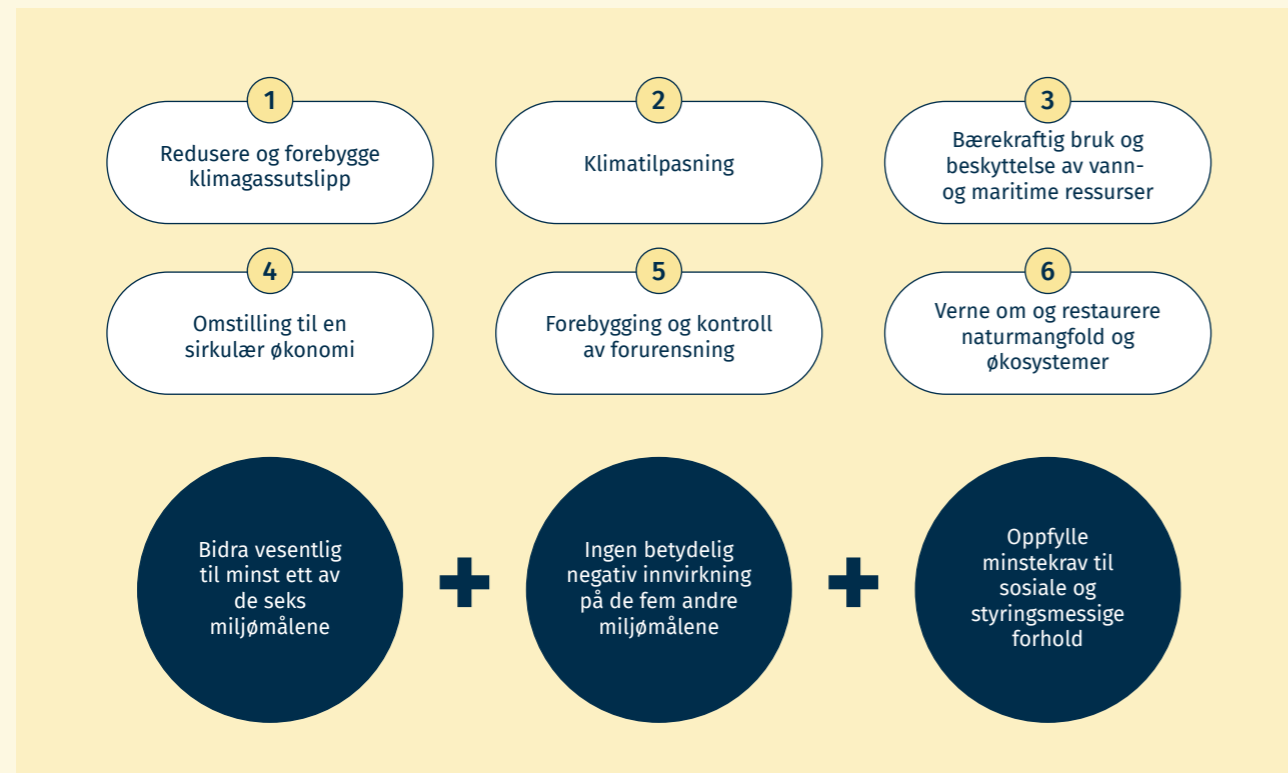 1
Redusere og forebygge
klimagassutslipp
2
Klimatilpasning
3
Bærekraftig bruk og
beskyttelse av vann-
og maritime ressurser
4
Omstilling til en
sirkulær økonomi
5
Forebygging og kontroll
av forurensning
6
Verne om og restaurere
naturmangfold og
økosystemer
Bidra vesentlig
til minst ett av
de seks
miljømålene
+
Ingen betydelig
negativ innvirkning
på de fem andre
miljømålene
+
Oppfylle
minstekrav til
sosiale og
styringsmessige
forhold